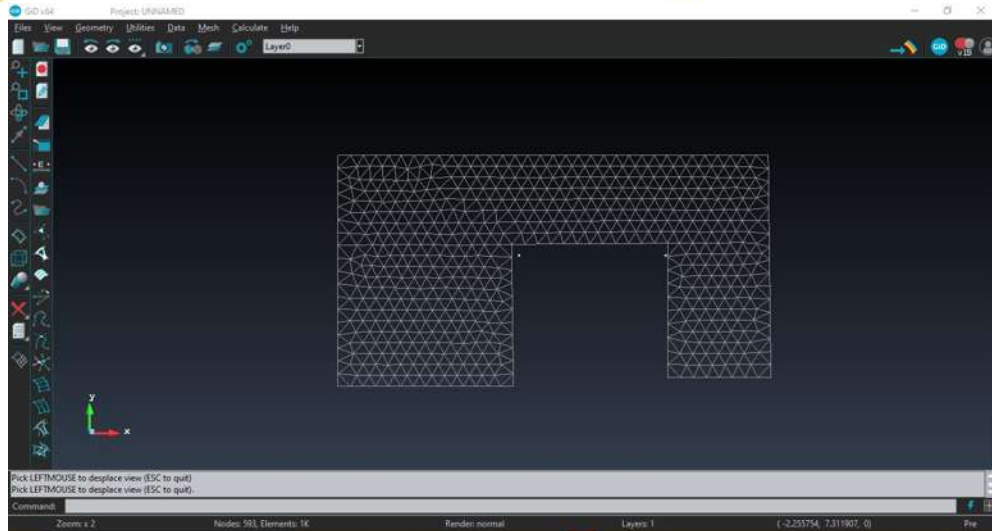 GiD x64 Project: UNNAMED
Files View Geometry Utilities Data Mesh Calculate Help
Layer0
GiD
v15
E
y
x
Pick LEFTMOUSE to desplace view (ESC to quit)
Pick LEFTMOUSE to desplace view (ESC to quit).
Command:
Zoom: x 2 Nodes: 593, Elements: 1K Render: normal Layers: 1 (-2.255754, 7.311907, 0) Pre